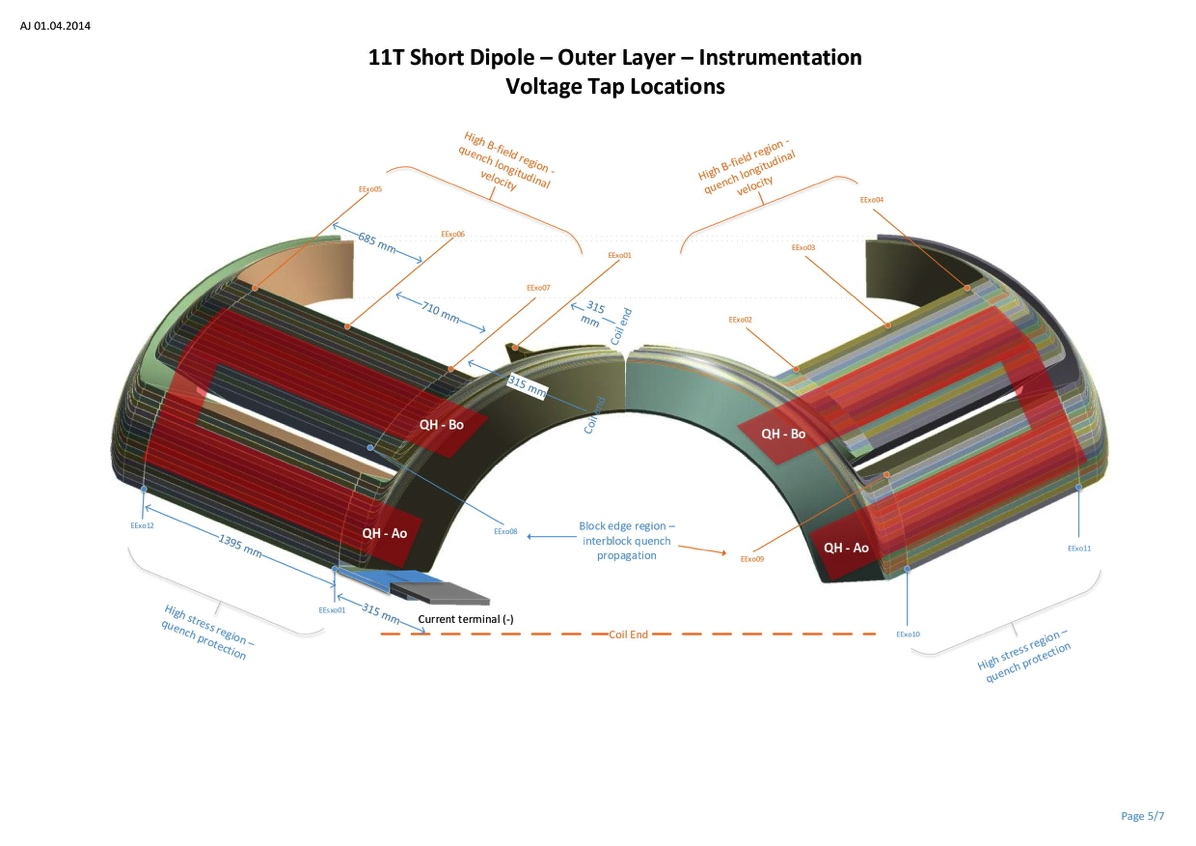 AJ 01.04.2014
11T Short Dipole – Outer Layer – Instrumentation
Voltage Tap Locations
High B-field region -
quench longitudinal
velocity
High B-field region -
quench longitudinal
velocity
EExo05
EExo04
685 mm
EExo06
EExo03
EExo01
EExo07
710 mm
315
mm
Coil end
EExo02
315 mm
Coil end
QH - Bo
QH - Bo
EExo12
1395 mm
QH - Ao
EExo08
Block edge region –
interblock quench
propagation
EExo09
QH - Ao
EExo11
High stress region –
quench protection
EEsxo01
315 mm
Current terminal (-)
Coil End
EExo10
High stress region –
quench protection
Page 5/7